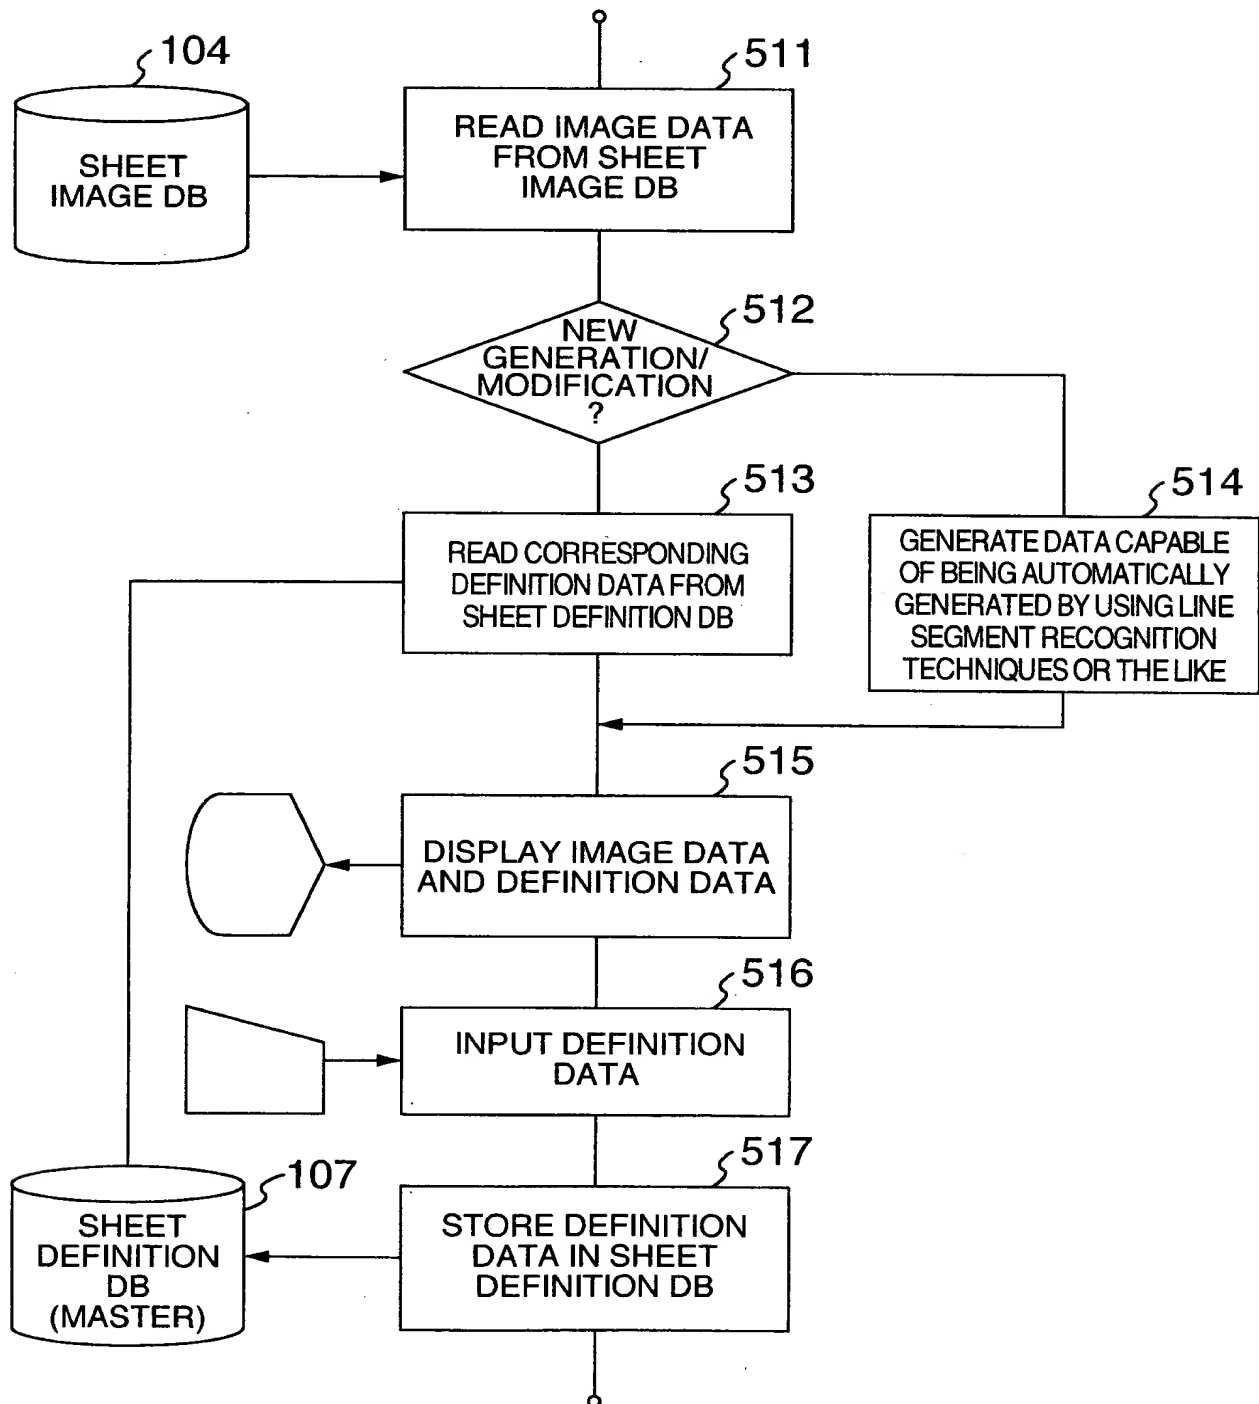 104
SHEET
IMAGE DB
511
READ IMAGE DATA
FROM SHEET
IMAGE DB
512
NEW
GENERATION/
MODIFICATION
?
513
READ CORRESPONDING
DEFINITION DATA FROM
SHEET DEFINITION DB
514
GENERATE DATA CAPABLE
OF BEING AUTOMATICALLY
GENERATED BY USING LINE
SEGMENT RECOGNITION
TECHNIQUES OR THE LIKE
515
DISPLAY IMAGE DATA
AND DEFINITION DATA
516
INPUT DEFINITION
DATA
107
SHEET
DEFINITION
DB
(MASTER)
517
STORE DEFINITION
DATA IN SHEET
DEFINITION DB